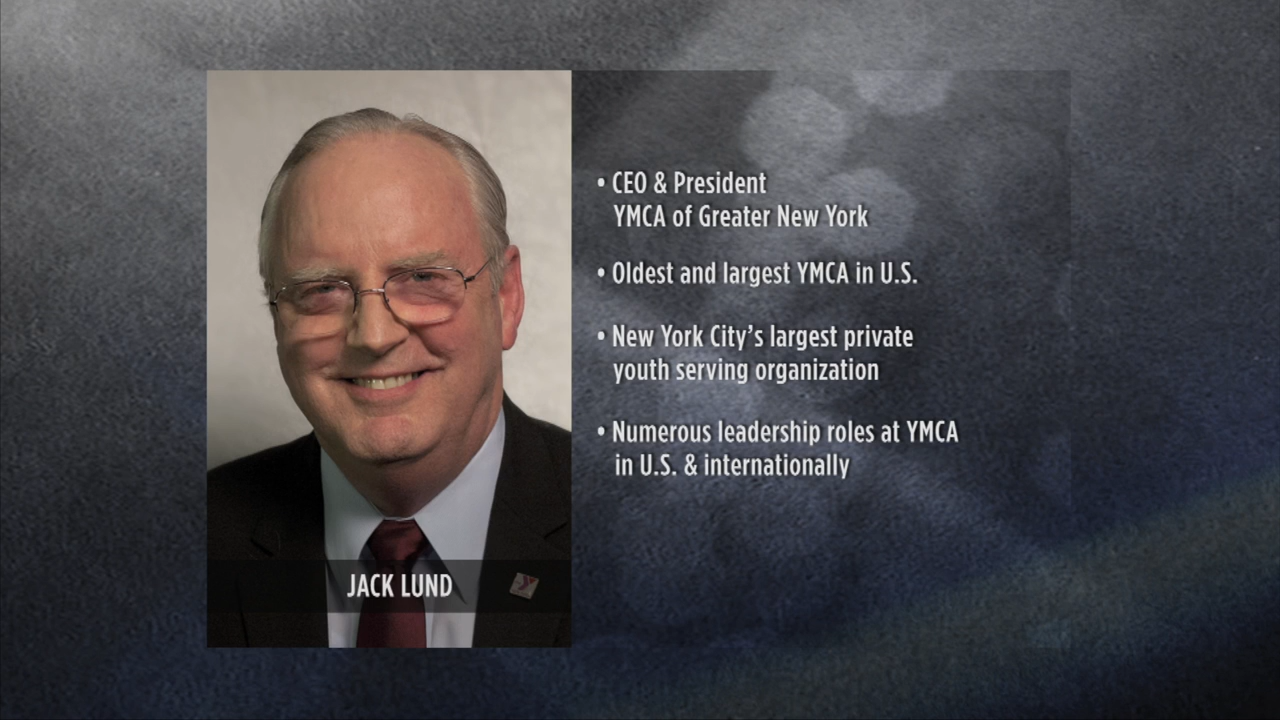 • CEO & President
YMCA of Greater New York
• Oldest and largest YMCA in U.S.
• New York City's largest private
youth serving organization
• Numerous leadership roles at YMCA
in U.S. & internationally
JACK LUND